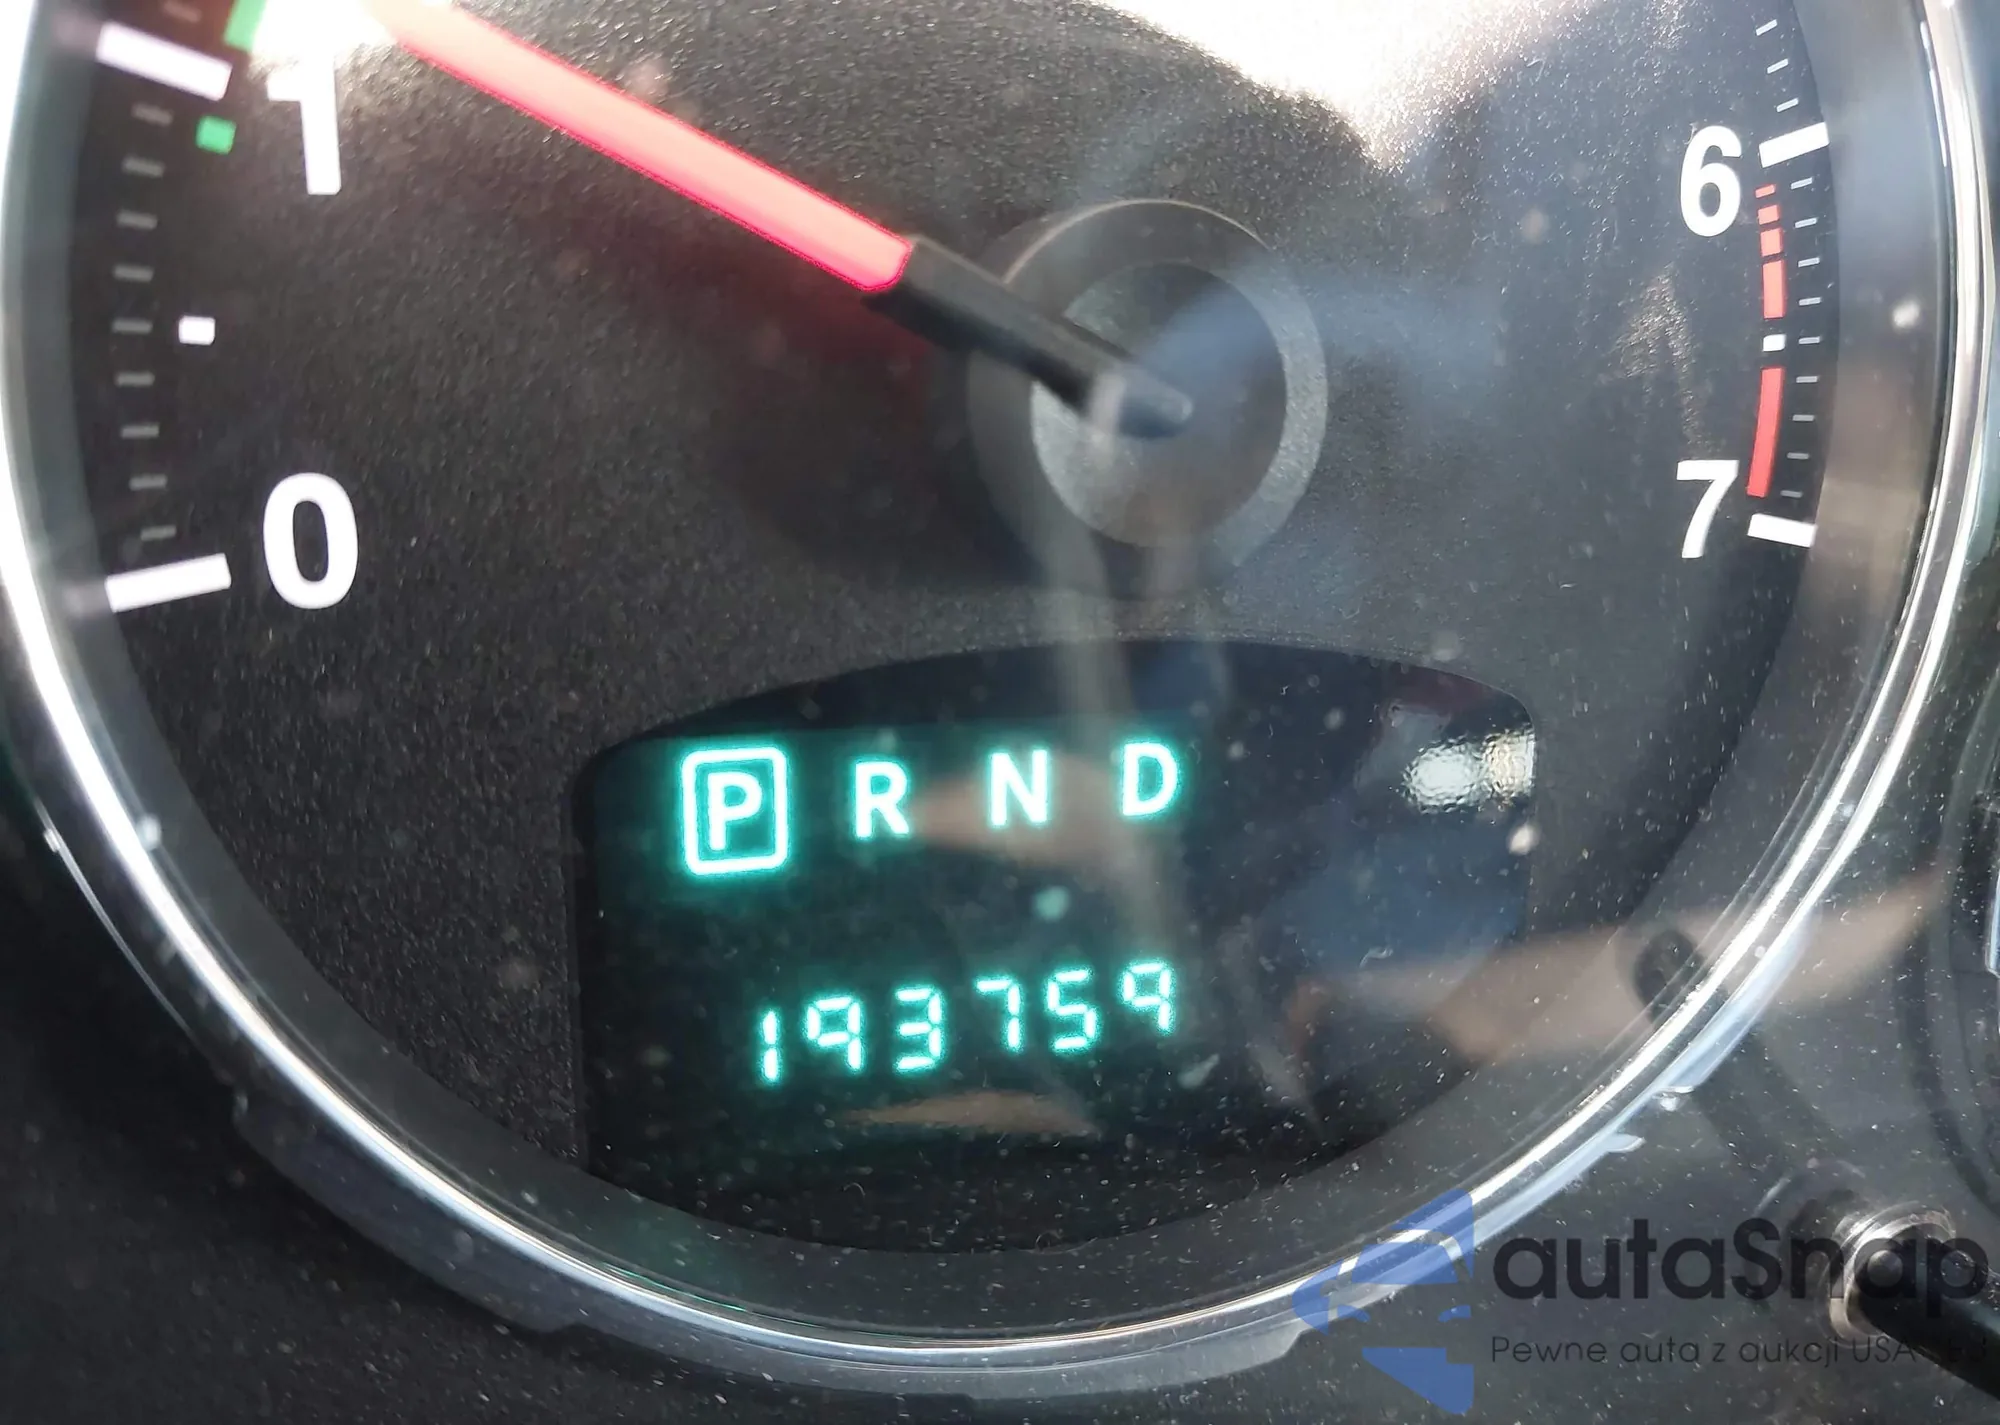 1
6
0
7
P R N D
193759
autaSnap
Pewne auta z aukcji USA